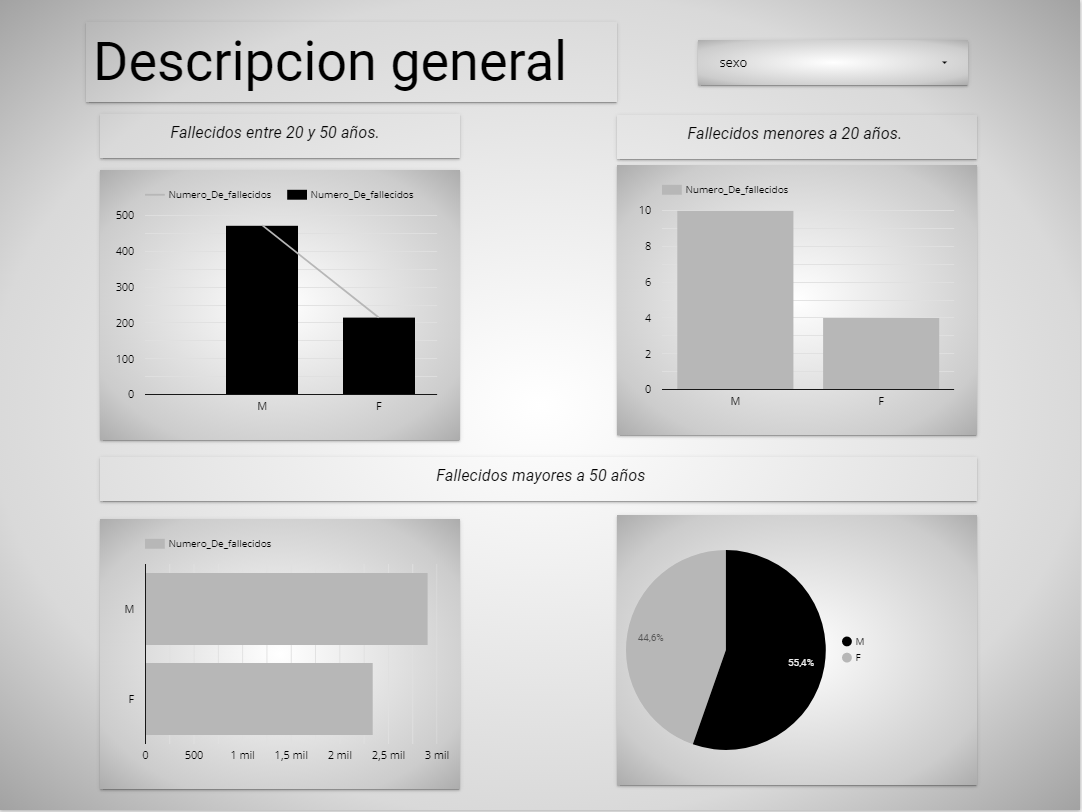 Descripcion general
sexo
Fallecidos entre 20 y 50 años.
Fallecidos menores a 20 años.
Numero_De_fallecidos Numero_De_fallecidos
500
400
300
200
100
0
M F
Numero_De_fallecidos
10
8
6
4
2
0
M F
Fallecidos mayores a 50 años
Numero_De_fallecidos
M
F
0 500 1 mil 1,5 mil 2 mil 2,5 mil 3 mil
44,6%
55,4%
M
F